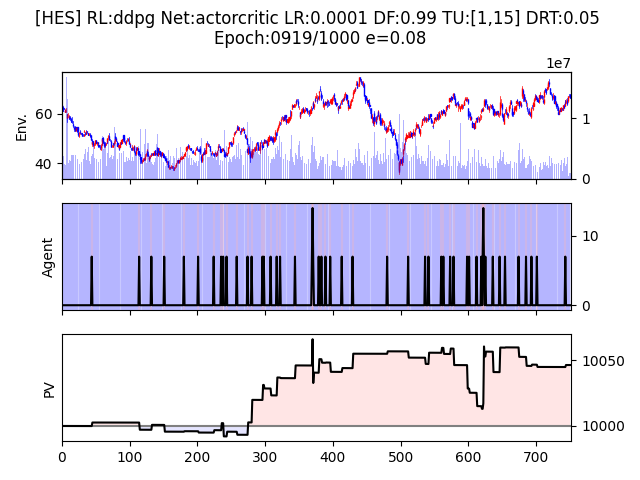 [HES] RL:ddpg Net:actorcritic LR:0.0001 DF:0.99 TU:[1,15] DRT:0.05
Epoch:0919/1000 e=0.08
1e7
Env.
60
40
1
0
Agent
10
0
PV
10050
10000
0 100 200 300 400 500 600 700